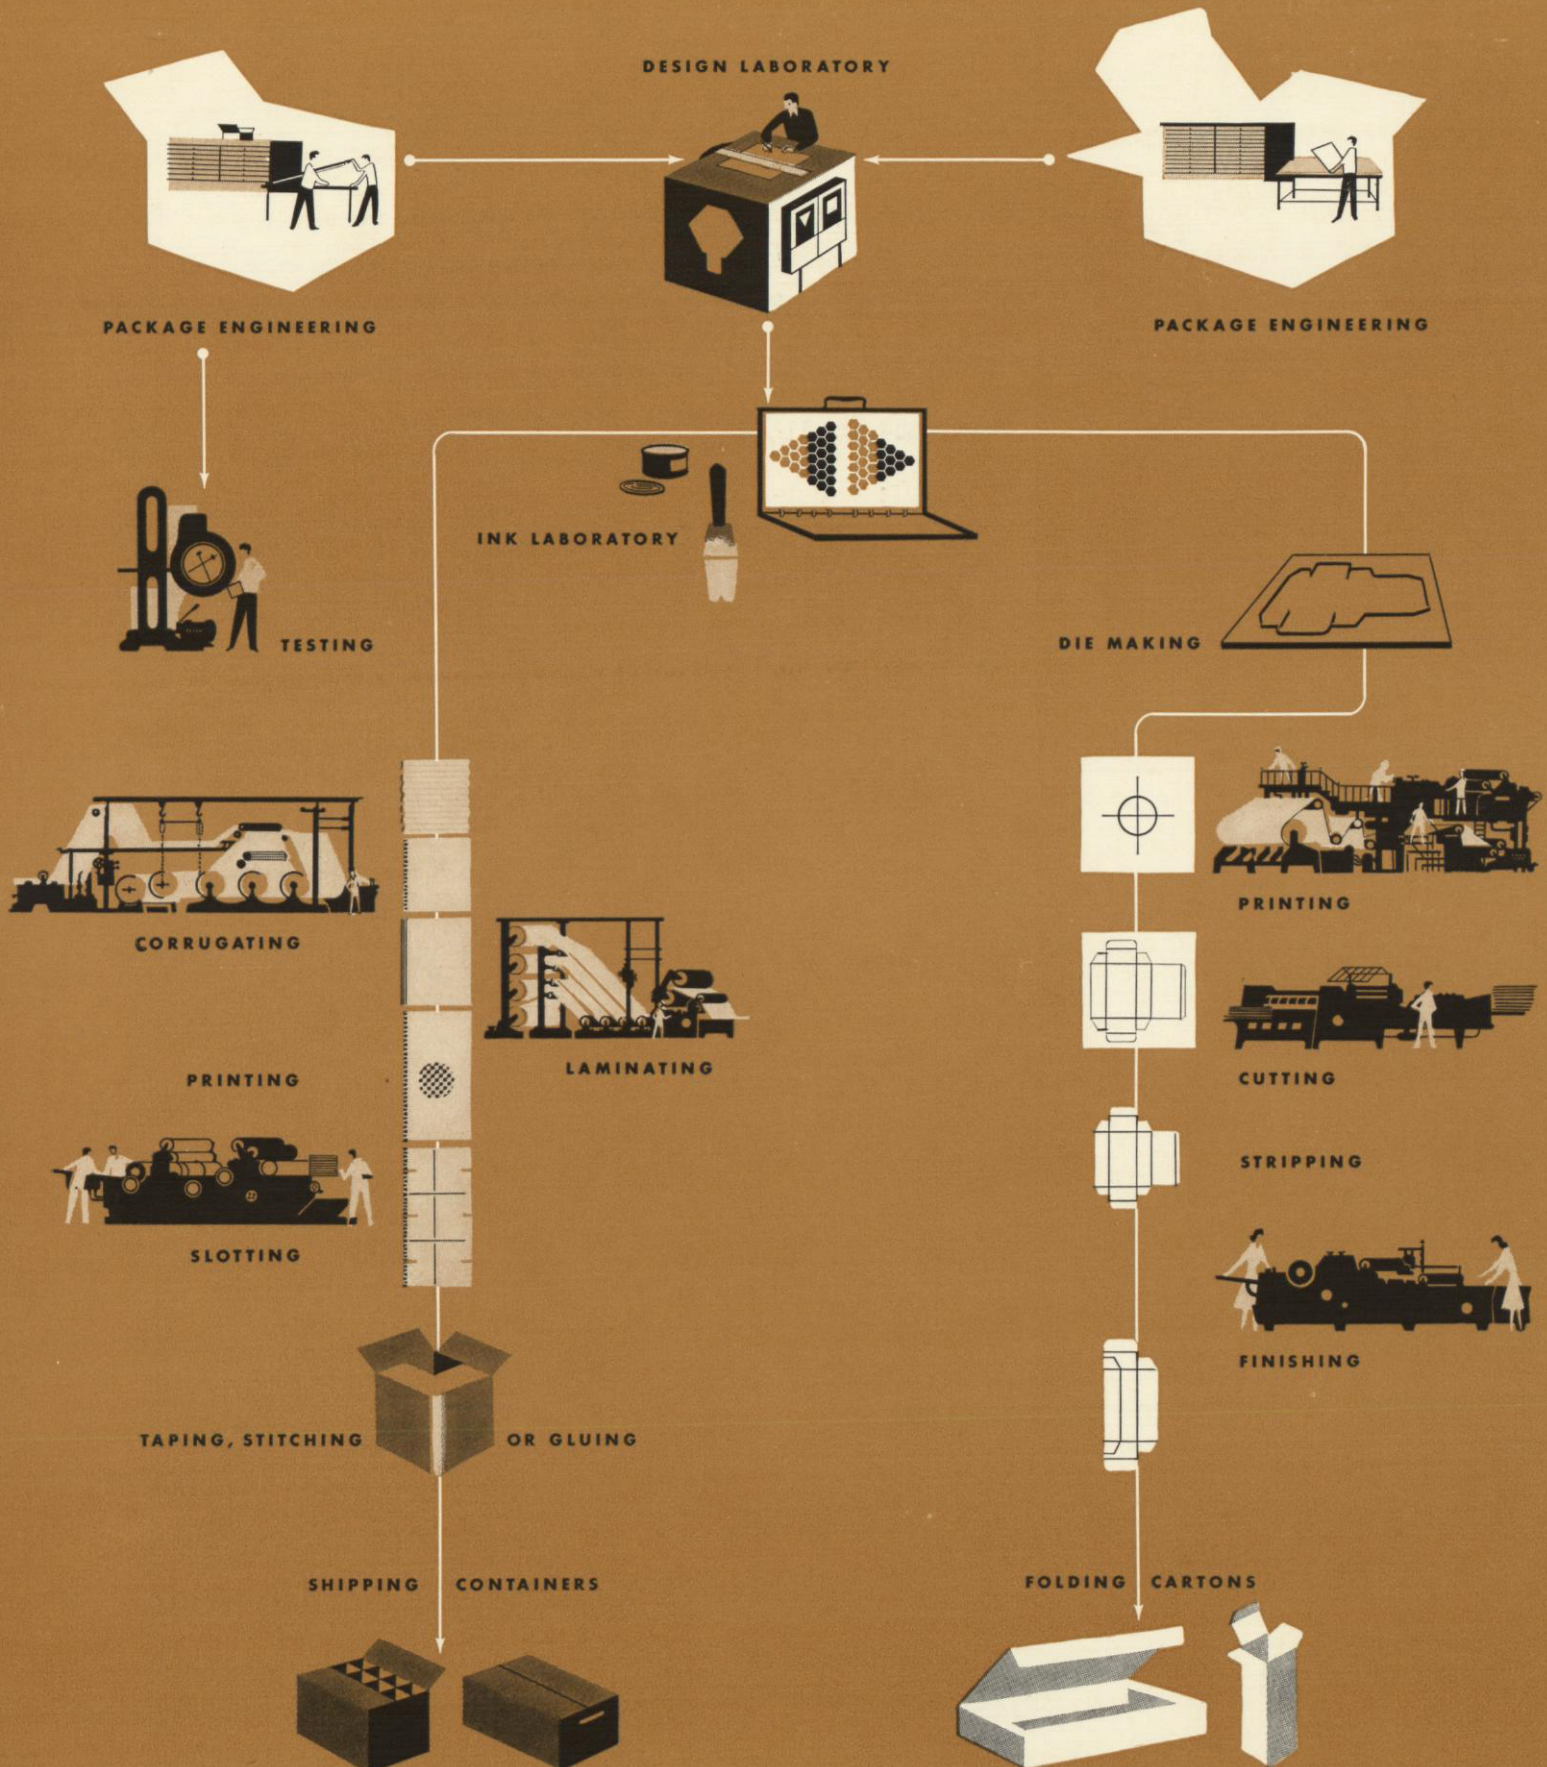 DESIGN LABORATORY
PACKAGE ENGINEERING
PACKAGE ENGINEERING
INK LABORATORY
TESTING
DIE MAKING
PRINTING
CORRUGATING
LAMINATING
PRINTING
CUTTING
STRIPPING
SLOTTING
FINISHING
TAPING, STITCHING OR GLUING
SHIPPING CONTAINERS
FOLDING CARTONS